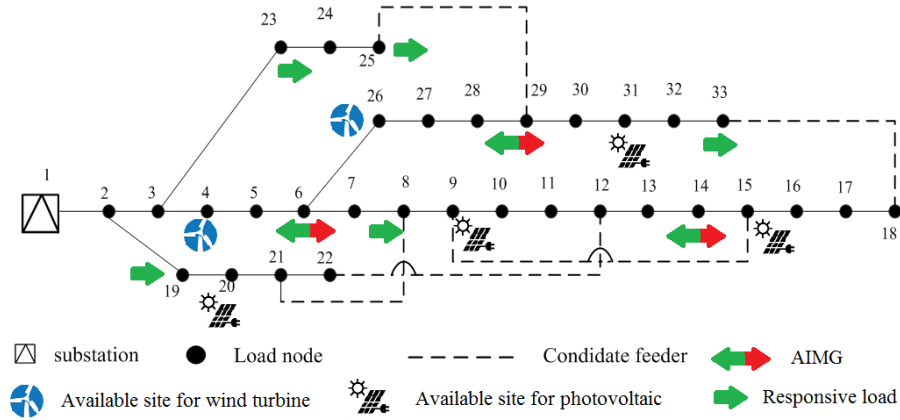 23 24
25
26 27 28 29 30 31 32 33
1
2 3 4 5 6 7 8 9 10 11 12 13 14 15 16 17
18
19 20 21 22
substation Load node Condidate feeder AIMG
Available site for wind turbine Available site for photovoltaic Responsive load